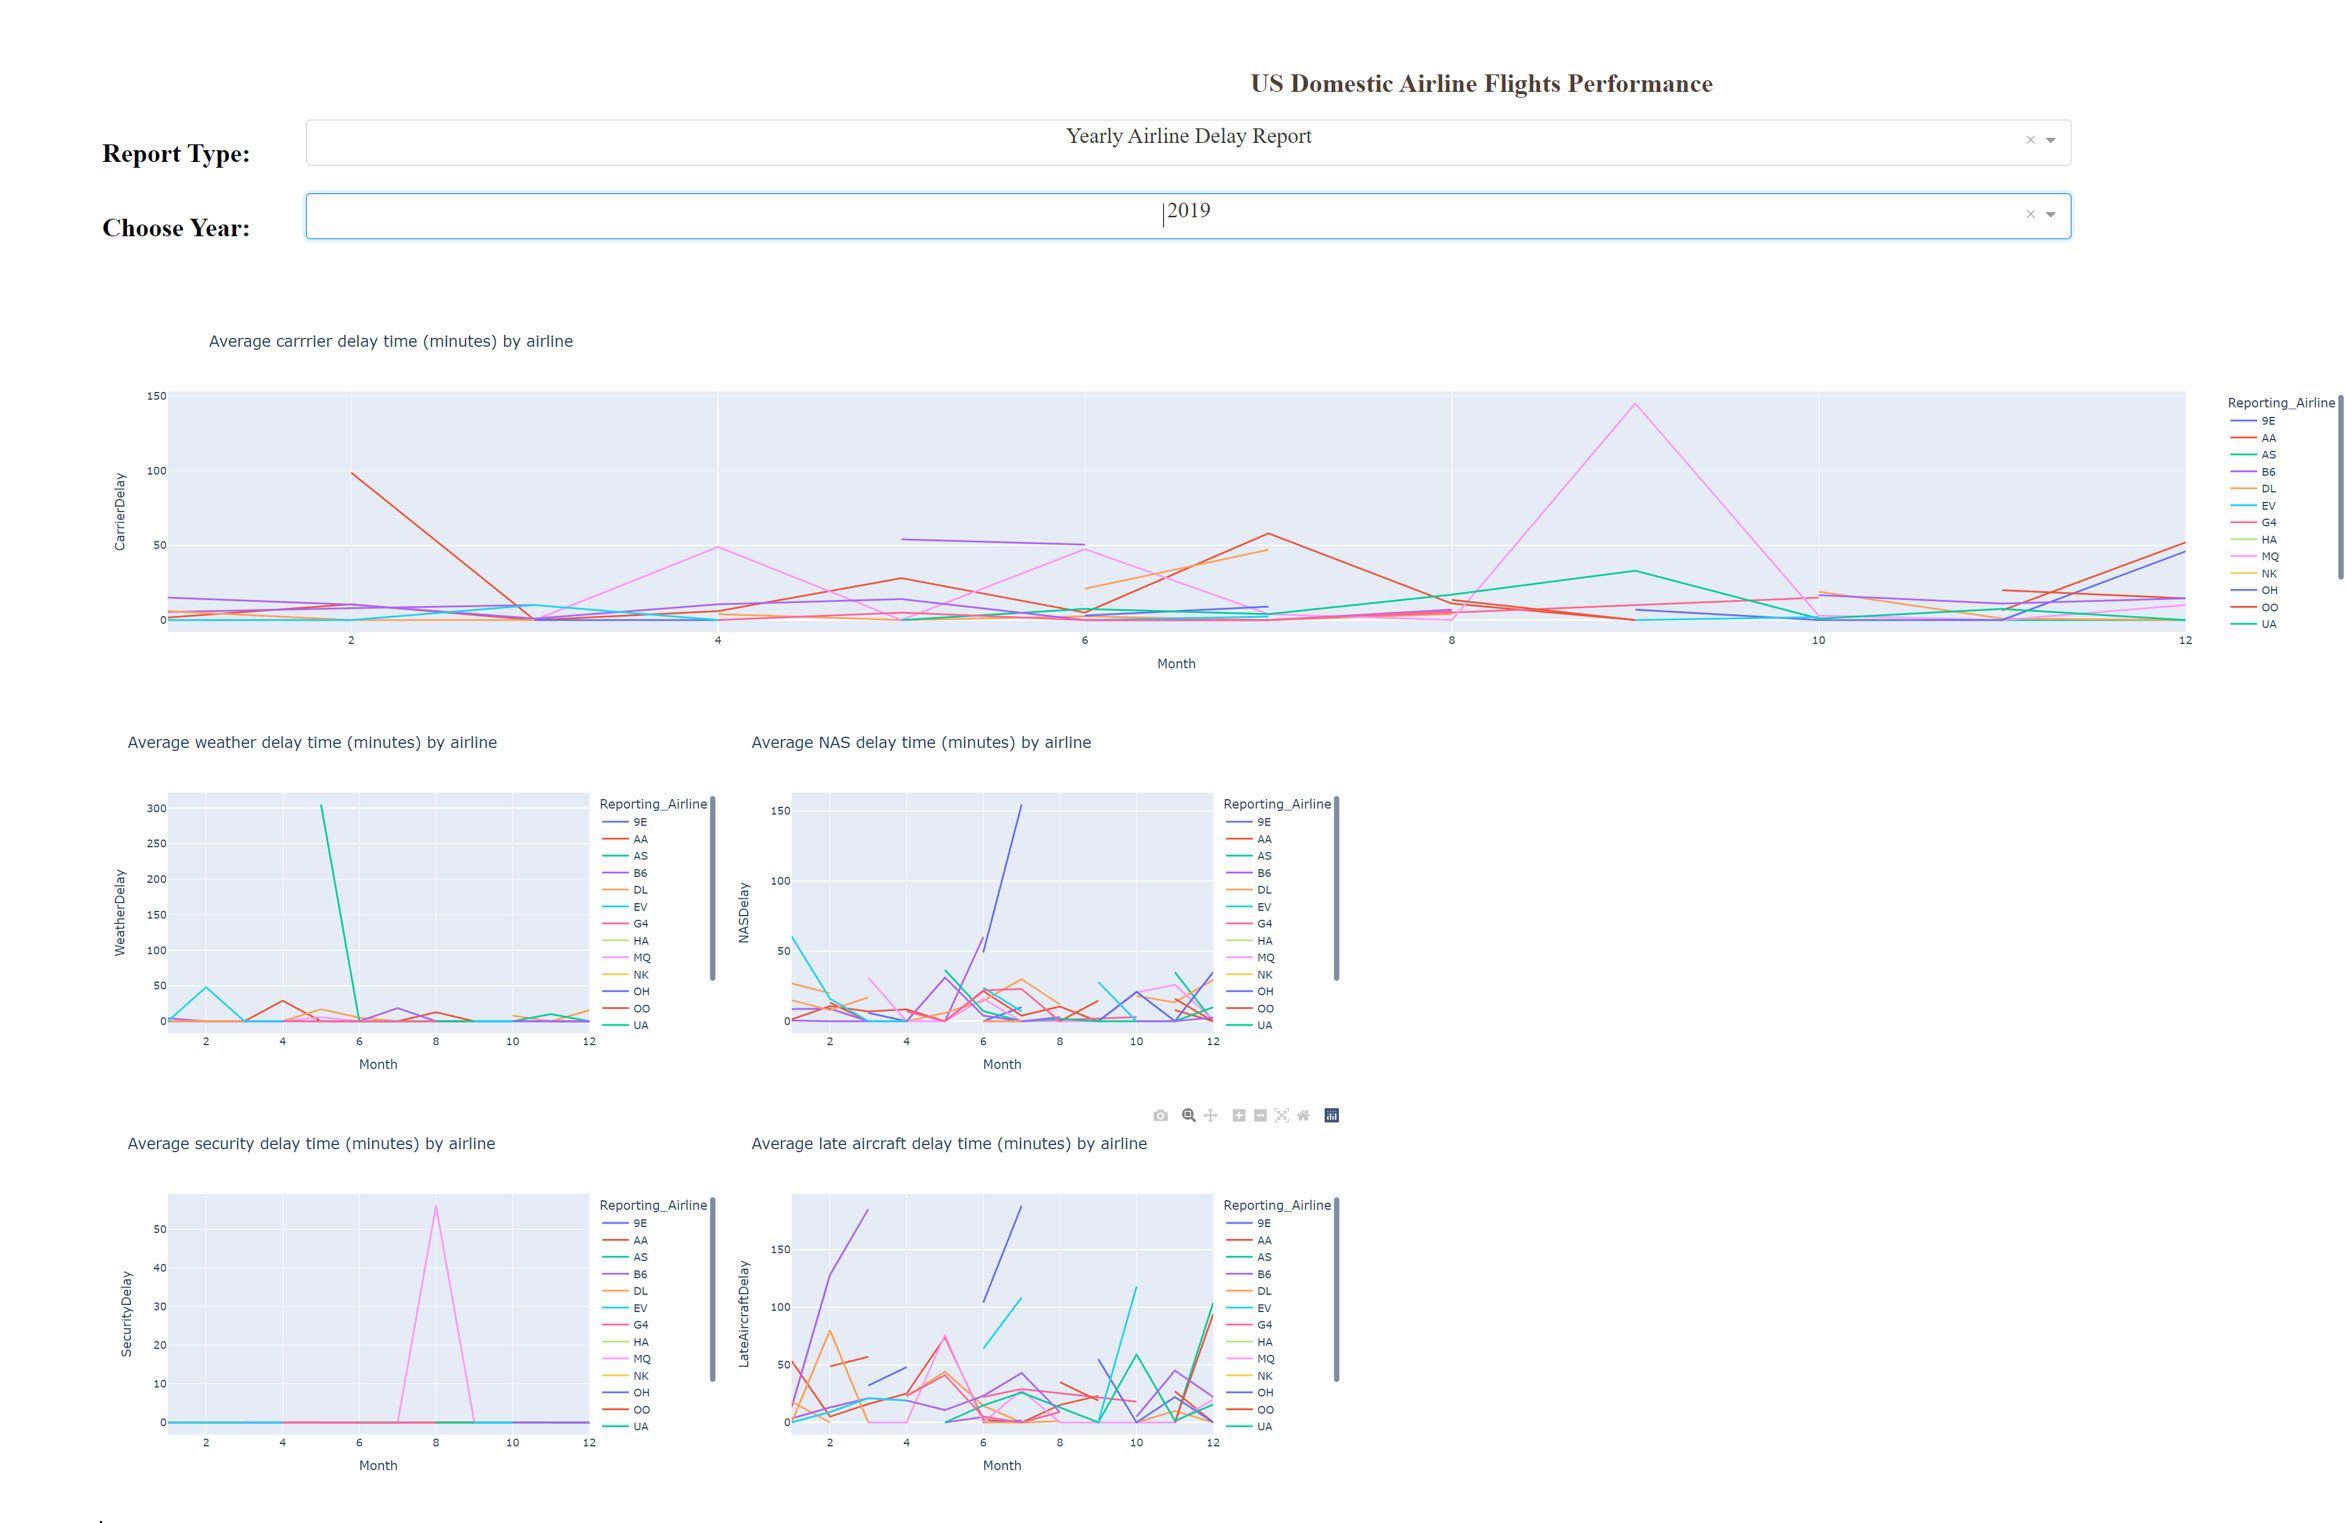 US Domestic Airline Flights Performance
Report Type:
Yearly Airline Delay Report
×
Choose Year:
2019
×
Average carrrier delay time (minutes) by airline
CarrierDelay
150
100
50
0
2
4
6
8
10
12
Month
Reporting_Airline
9E
AA
AS
B6
DL
EV
G4
HA
MQ
NK
OH
OO
UA
Average weather delay time (minutes) by airline
WeatherDelay
300
250
200
150
100
50
0
2
4
6
8
10
12
Month
Reporting_Airline
9E
AA
AS
B6
DL
EV
G4
HA
MQ
NK
OH
OO
UA
Average NAS delay time (minutes) by airline
NASDelay
150
100
50
0
2
4
6
8
10
12
Month
Reporting_Airline
9E
AA
AS
B6
DL
EV
G4
HA
MQ
NK
OH
OO
UA
Average security delay time (minutes) by airline
SecurityDelay
50
40
30
20
10
0
2
4
6
8
10
12
Month
Reporting_Airline
9E
AA
AS
B6
DL
EV
G4
HA
MQ
NK
OH
OO
UA
Average late aircraft delay time (minutes) by airline
LateAircraftDelay
150
100
50
0
2
4
6
8
10
12
Month
Reporting_Airline
9E
AA
AS
B6
DL
EV
G4
HA
MQ
NK
OH
OO
UA